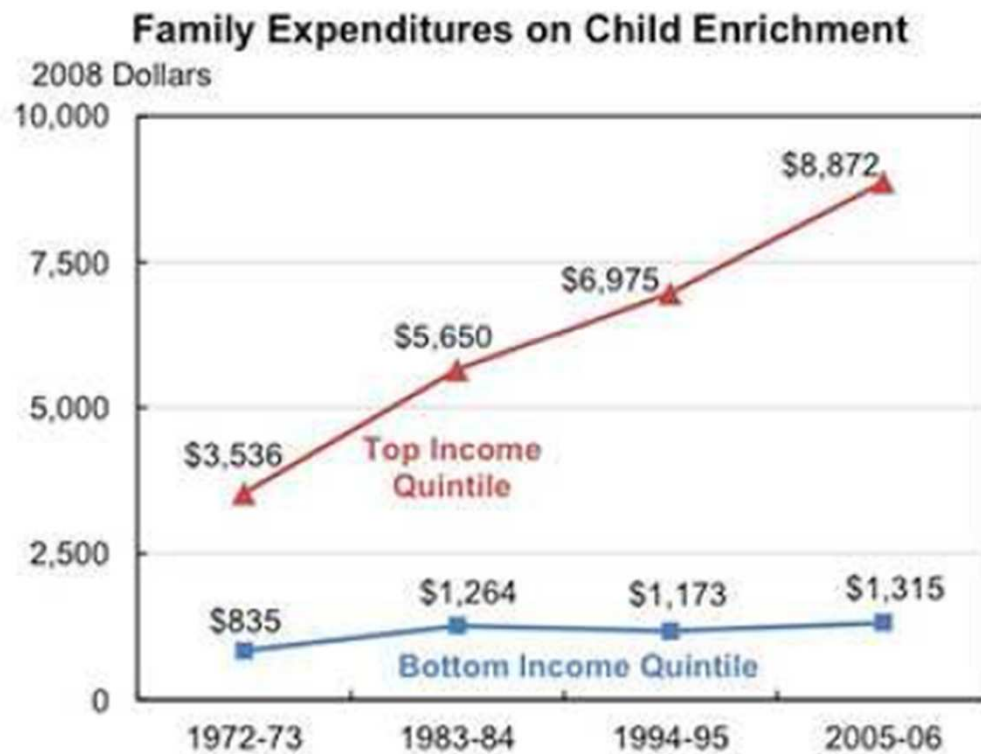 Family Expenditures on Child Enrichment
2008 Dollars
10,000
$8,872
7,500
$6,975
$5,650
5,000
$3,536
Top Income
Quintile
2,500
$835
$1,264
$1,173
$1,315
Bottom Income Quintile
0
1972-73 1983-84 1994-95 2005-06